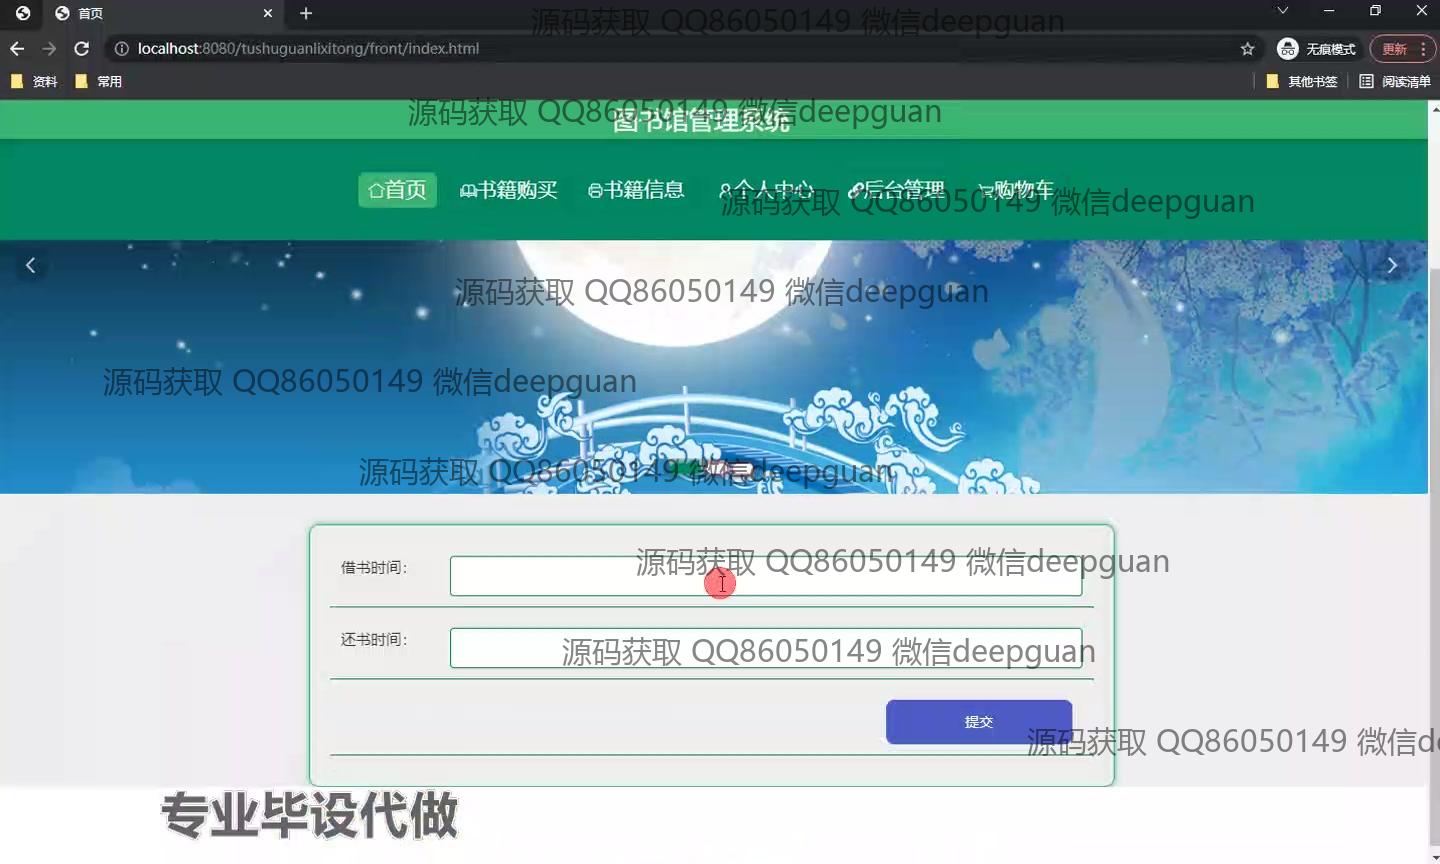 首页
源码获取 QQ86050149 微信deepguan
localhost:8080/tushuguanlixitong/front/index.html
无痕模式
更新
资料
常用
其他书签
阅读清单
源码获取 QQ86050149 微信deepguan
图书馆管理系统
首页
书籍购买
书籍信息
个人中心
后台管理
购物车
源码获取 QQ86050149 微信deepguan
源码获取 QQ86050149 微信deepguan
源码获取 QQ86050149 微信deepguan
源码获取 QQ86050149 微信deepguan
借书时间：
源码获取 QQ86050149 微信deepguan
还书时间：
源码获取 QQ86050149 微信deepguan
提交
源码获取 QQ86050149 微信de
专业毕设代做